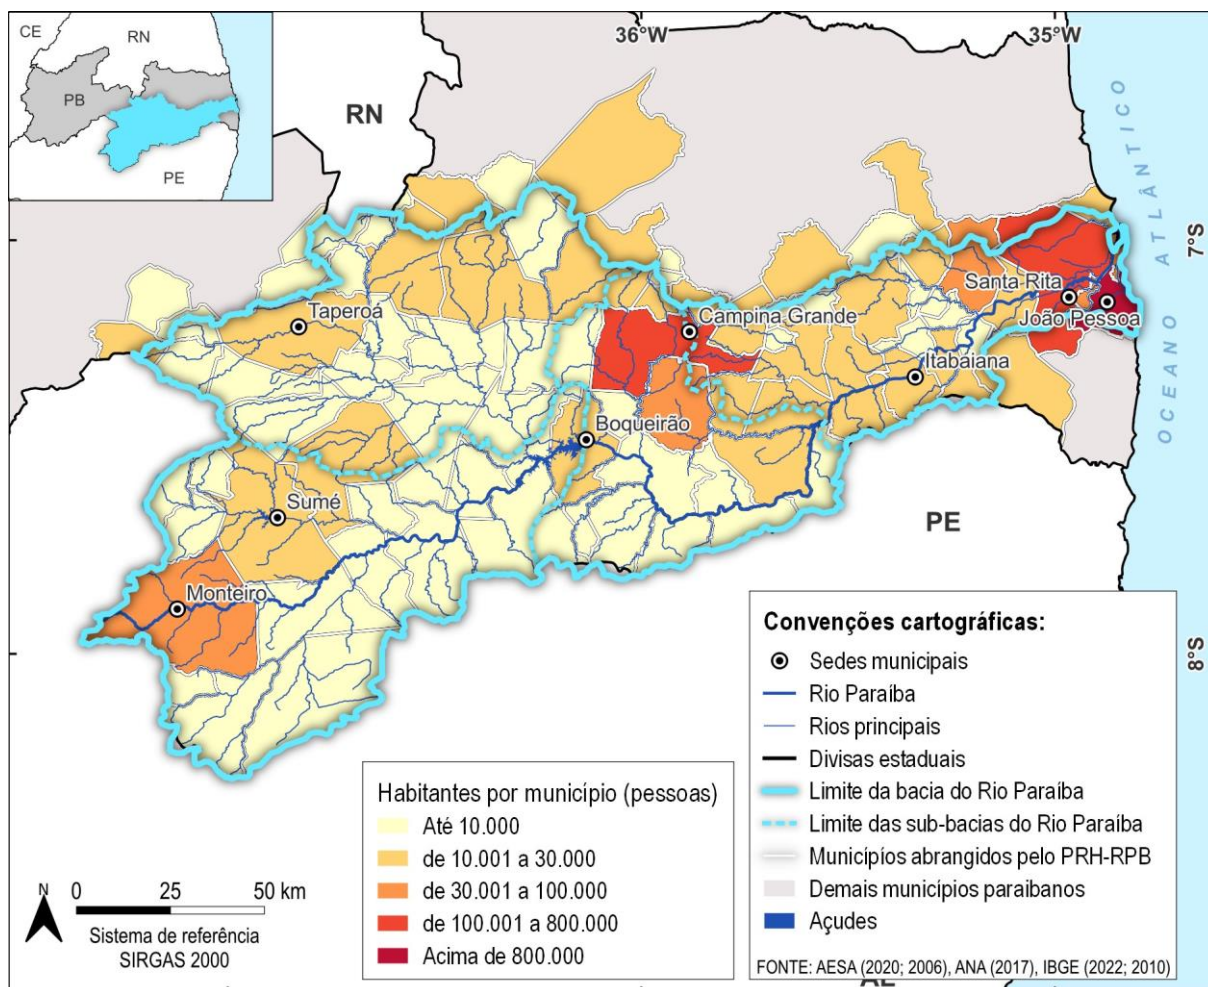 CE
RN
PB
PE
36°W
35°W
RN
OCEANO ATLÂNTICO
7°S
Taperoá
Campina Grande
Santa Rita
João Pessoa
Itabaiana
Boqueirão
Sumé
PE
Monteiro
8°S
Habitantes por município (pessoas)
Até 10.000
de 10.001 a 30.000
de 30.001 a 100.000
de 100.001 a 800.000
Acima de 800.000
Convenções cartográficas:
Sedes municipais
Rio Paraíba
Rios principais
Divisas estaduais
Limite da bacia do Rio Paraíba
Limite das sub-bacias do Rio Paraíba
Municípios abrangidos pelo PRH-RPB
Demais municípios paraibanos
Açudes
N
0 25 50 km
Sistema de referência
SIRGAS 2000
FONTE: AESA (2020; 2006), ANA (2017), IBGE (2022; 2010)